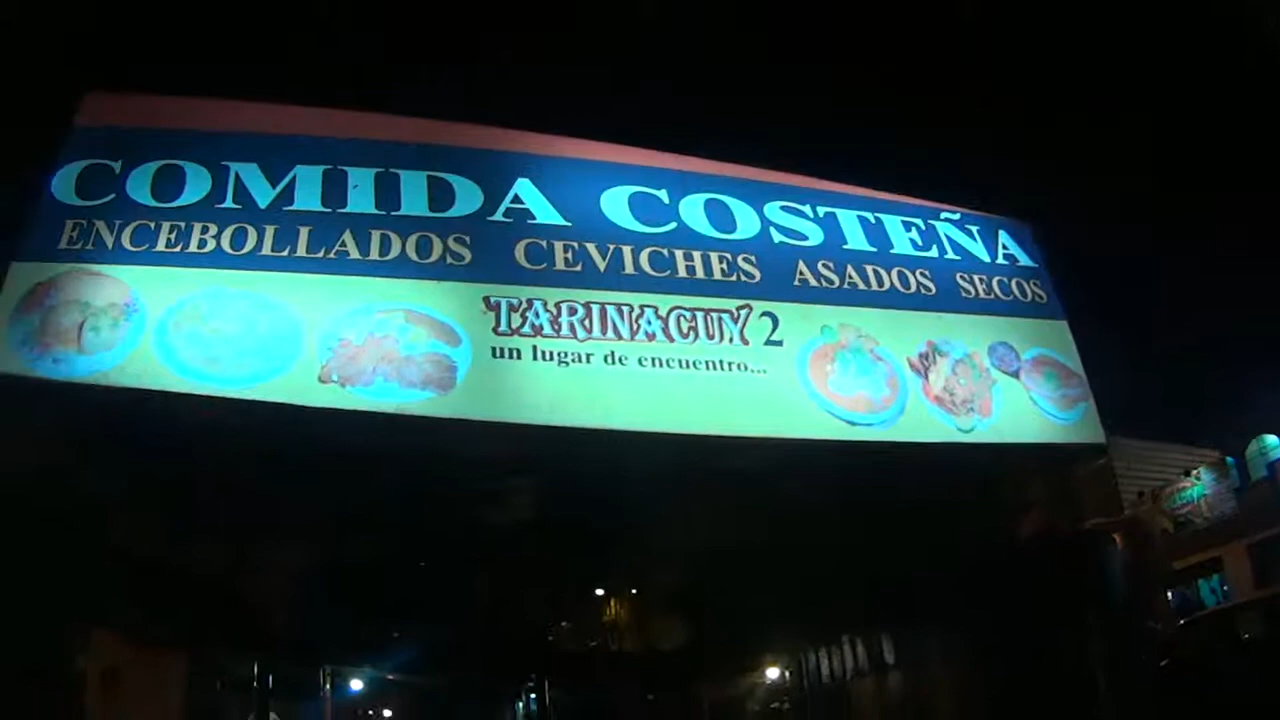 COMIDA COSTEÑA
ENCEBOLLADOS CEVICHES ASADOS SECOS
TARINACUY 2
un lugar de encuentro...